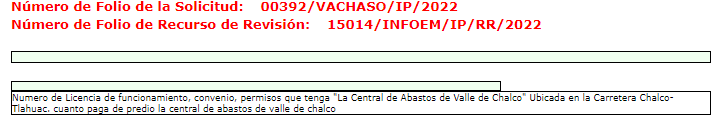 Número de Folio de la Solicitud: 00392/VACHASO/IP/2022
Número de Folio de Recurso de Revisión: 15014/INFOEM/IP/RR/2022
Numero de Licencia de funcionamiento, convenio, permisos que tenga "La Central de Abastos de Valle de Chalco" Ubicada en la Carretera Chalco-
Tlahuac. cuanto paga de predio la central de abastos de valle de chalco